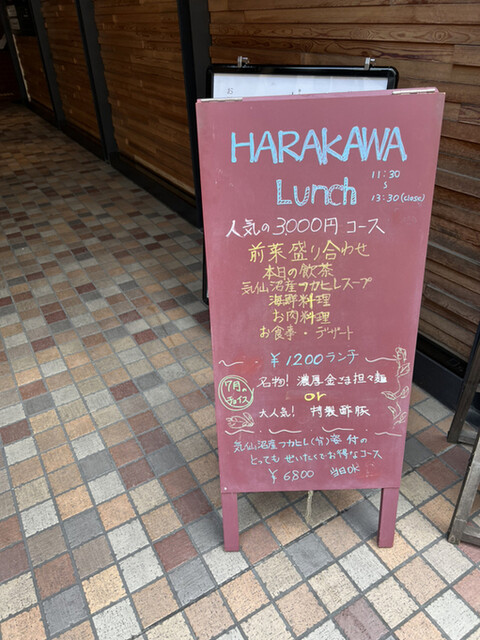 HARAKAWA
Lunch
11:30
〜
13:30 (close)
人気の3000円 コース
前菜盛り合わせ
本日の飲茶
気仙沼産フカヒレスープ
海鮮料理
お肉料理
お食事・デザート
¥1200ランチ
7月の
チョイス
名物! 濃厚金ごま担々麺
or
大人気! 特製酢豚
気仙沼産フカヒレ(分)姿 付の
とっても ぜいたくでお得なコース
¥6800 当日OK